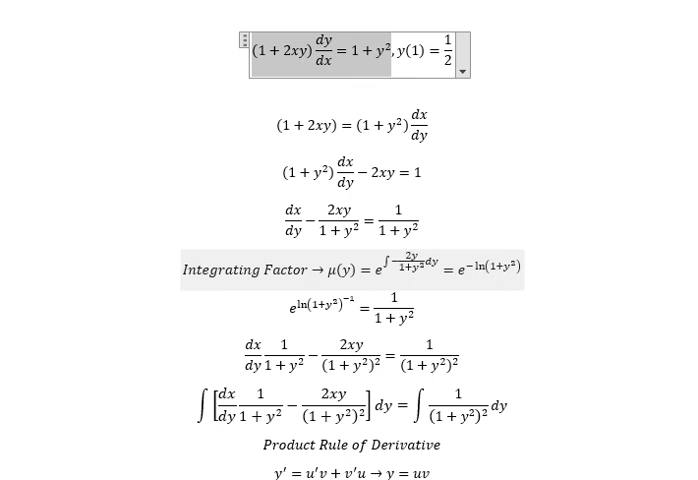 (1 + 2xy) dy/dx = 1 + y², y(1) = 1/2
(1 + 2xy) = (1 + y²) dx/dy
(1 + y²) dx/dy − 2xy = 1
dx/dy − 2xy/(1 + y²) = 1/(1 + y²)
Integrating Factor → μ(y) = e^(∫ −2y/(1+y²) dy) = e^(−ln(1+y²))
e^(ln(1+y²)⁻¹) = 1/(1 + y²)
dx/dy 1/(1 + y²) − 2xy/(1 + y²)² = 1/(1 + y²)²
∫ [dx/dy 1/(1 + y²) − 2xy/(1 + y²)²] dy = ∫ 1/(1 + y²)² dy
Product Rule of Derivative
y′ = u′v + v′u → y = uv